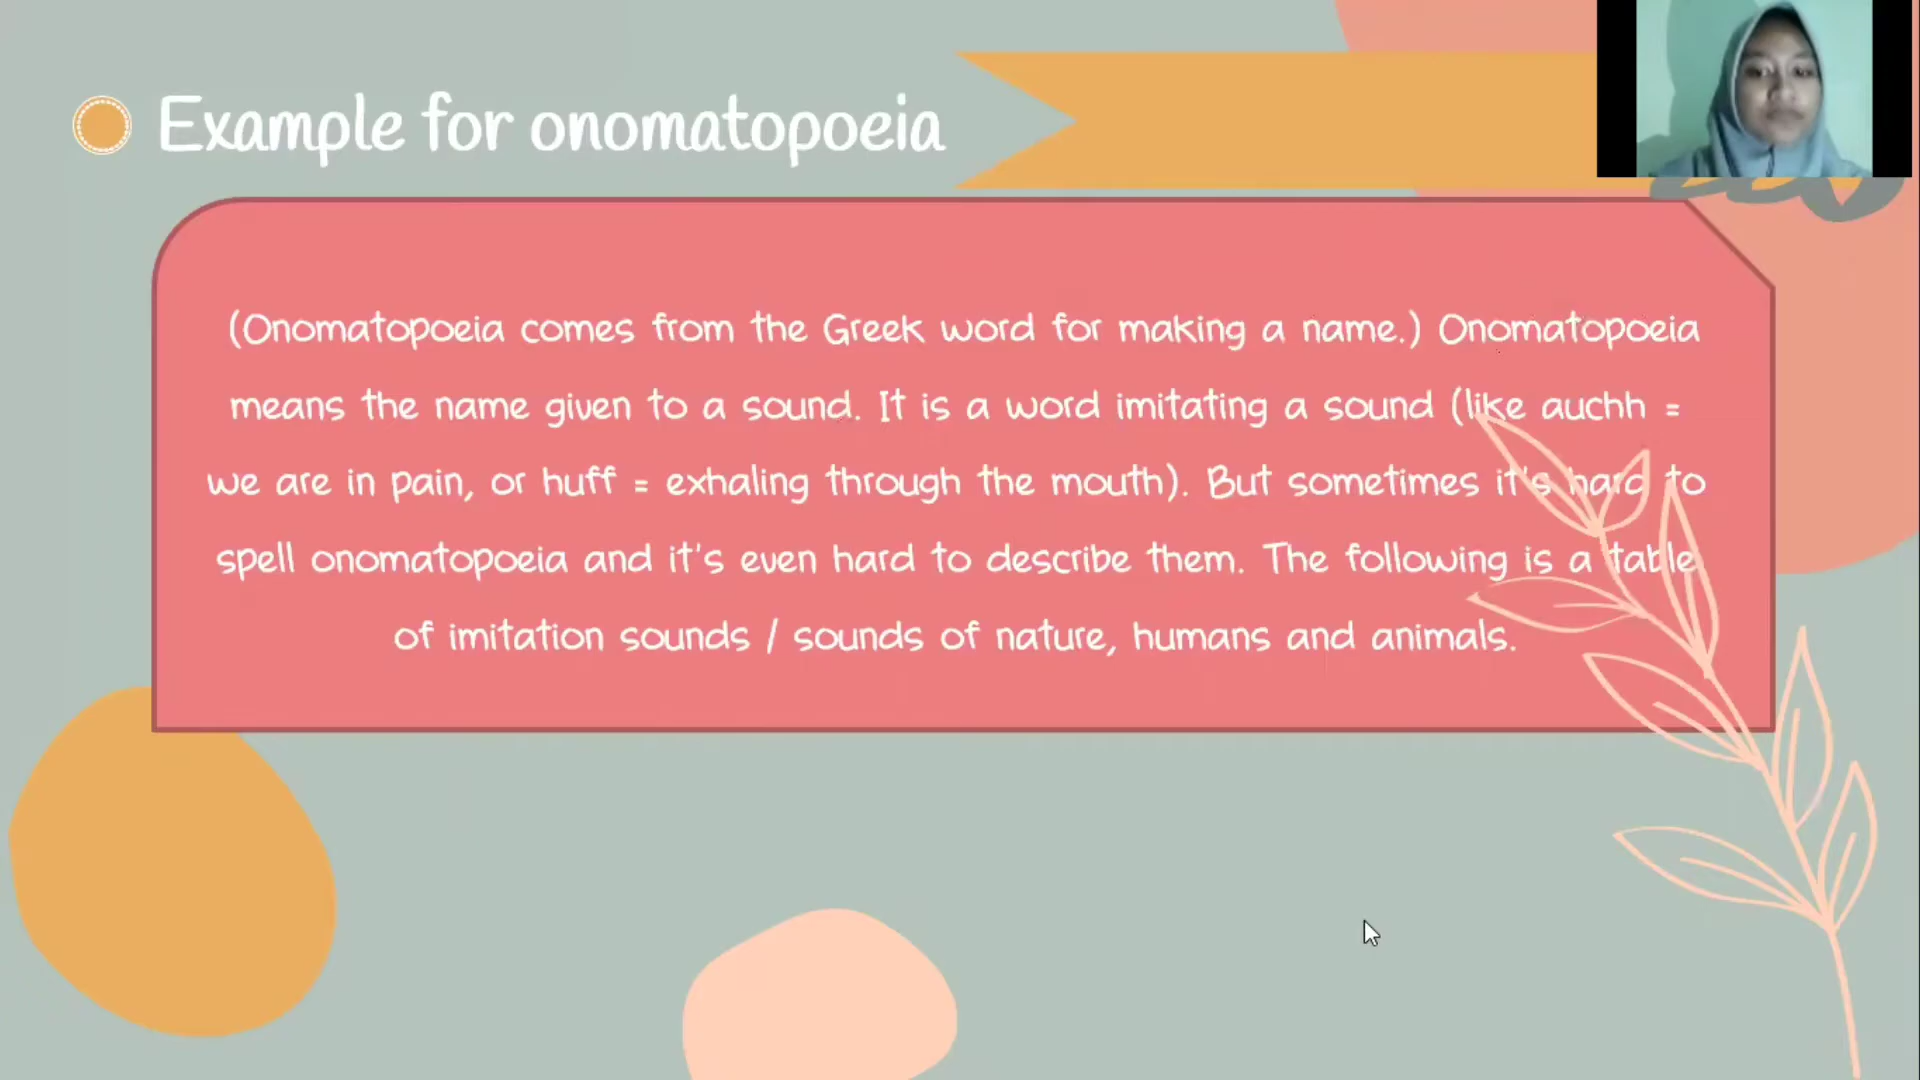 Example for onomatopoeia
(Onomatopoeia comes from the Greek word for making a name.) Onomatopoeia
means the name given to a sound. It is a word imitating a sound (like auchh =
we are in pain, or huff = exhaling through the mouth). But sometimes it's hard to
spell onomatopoeia and it's even hard to describe them. The following is a table
of imitation sounds / sounds of nature, humans and animals.